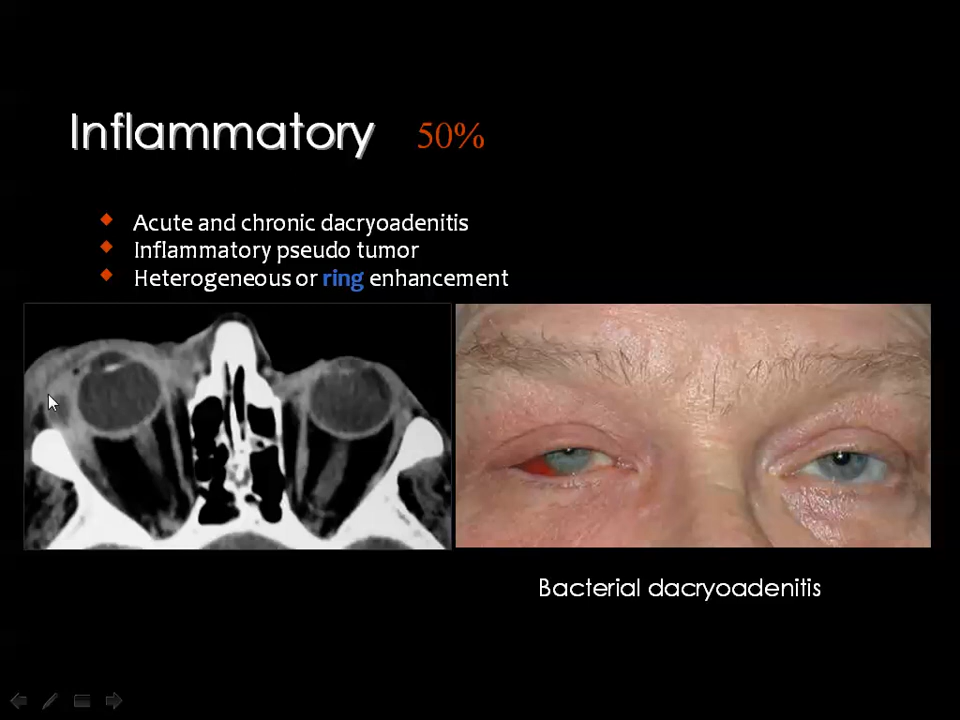 Inflammatory 50%
Acute and chronic dacryoadenitis
Inflammatory pseudo tumor
Heterogeneous or ring enhancement
Bacterial dacryoadenitis